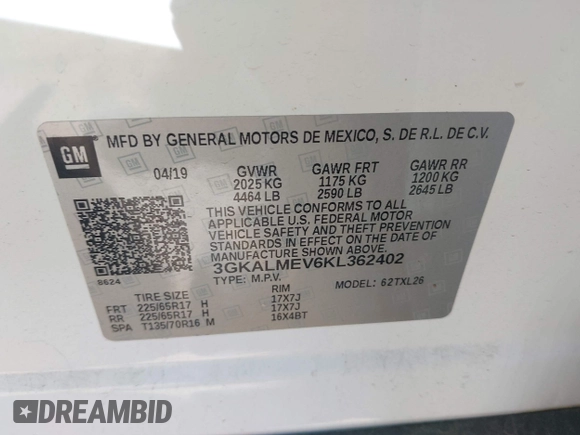 GM
MFD BY GENERAL MOTORS DE MEXICO, S. DE R.L. DE C.V.
04/19 GVWR GAWR FRT GAWR RR
2025 KG 1175 KG 1200 KG
4464 LB 2590 LB 2645 LB
THIS VEHICLE CONFORMS TO ALL
APPLICABLE U.S. FEDERAL MOTOR
VEHICLE SAFETY AND THEFT PREVENTION
STANDARDS IN EFFECT ON THE DATE OF
MANUFACTURE SHOWN ABOVE.
3GKALMEV6KL362402
8624
TYPE: M.P.V. MODEL: 62TXL26
TIRE SIZE RIM
FRT 225/65R17 H 17X7J
RR 225/65R17 H 17X7J
SPA T135/70R16 M 16X4BT
DREAMBID